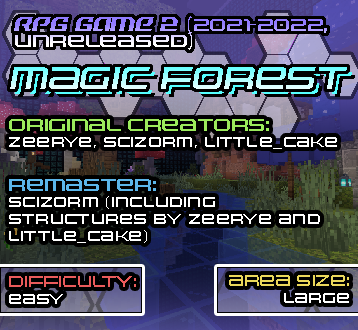 RPG GAME 2 (2021-2022,
UNRELEASED)
MAGIC FOREST
ORIGINAL CREATORS:
ZEERYE, SCIZORM, LITTLE_CAKE
REMASTER:
SCIZORM (INCLUDING
STRUCTURES BY ZEERYE AND
LITTLE_CAKE)
DIFFICULTY:
EASY
AREA SIZE:
LARGE